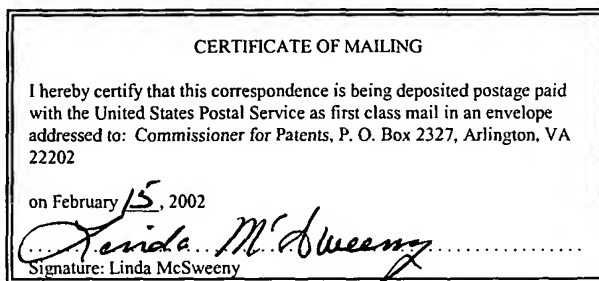 CERTIFICATE OF MAILING
I hereby certify that this correspondence is being deposited postage paid
with the United States Postal Service as first class mail in an envelope
addressed to: Commissioner for Patents, P. O. Box 2327, Arlington, VA
22202
on February 15, 2002
Linda McSweeny
Signature: Linda McSweeny